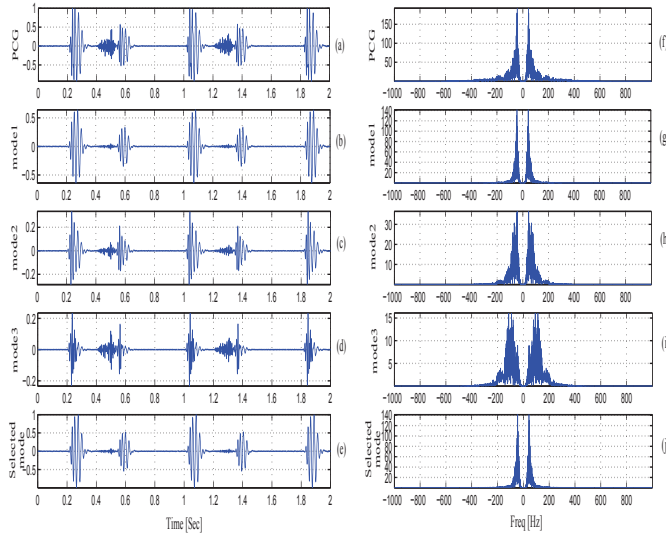 PCG
1
0.5
0
−0.5
0 0.2 0.4 0.6 0.8 1 1.2 1.4 1.6 1.8 2
(a)
150
100
50
−1000 −800 −600 −400 −200 0 200 400 600 800
(f)
mode1
0.5
0
−0.5
0 0.2 0.4 0.6 0.8 1 1.2 1.4 1.6 1.8 2
(b)
140
120
100
80
60
40
20
−1000 −800 −600 −400 −200 0 200 400 600 800
(g)
mode2
0.2
0
−0.2
0 0.2 0.4 0.6 0.8 1 1.2 1.4 1.6 1.8 2
(c)
mode2
30
20
10
−1000 −800 −600 −400 −200 0 200 400 600 800
(h
mode3
0.2
0
−0.2
0 0.2 0.4 0.6 0.8 1 1.2 1.4 1.6 1.8 2
(d)
mode3
15
10
5
−1000 −800 −600 −400 −200 0 200 400 600 800
(i)
Selected
mode
1
0.5
0
−0.5
0 0.2 0.4 0.6 0.8 1 1.2 1.4 1.6 1.8 2
(e)
Time [Sec]
Selected
mode
140
120
100
80
60
40
20
−1000 −800 −600 −400 −200 0 200 400 600 800
(j)
Freq [Hz]
PCG
mode1